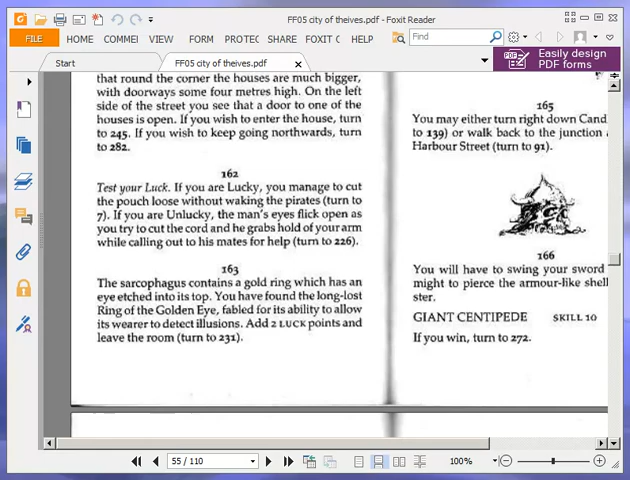 FF05 city of theives.pdf - Foxit Reader
FILE HOME COMMEI VIEW FORM PROTEC SHARE FOXIT C HELP Find
Start FF05 city of theives.pdf
Easily design
PDF forms
that round the corner the houses are much bigger,
with doorways some four metres high. On the left
side of the street you see that a door to one of the
houses is open. If you wish to enter the house, turn
to 245. If you wish to keep going northwards, turn
to 282.
162
Test your Luck. If you are Lucky, you manage to cut
the pouch loose without waking the pirates (turn to
7). If you are Unlucky, the man's eyes flick open as
you try to cut the cord and he grabs hold of your arm
while calling out to his mates for help (turn to 226).
163
The sarcophagus contains a gold ring which has an
eye etched into its top. You have found the long-lost
Ring of the Golden Eye, fabled for its ability to allow
its wearer to detect illusions. Add 2 LUCK points and
leave the room (turn to 231).
165
You may either turn right down Cand
to 139) or walk back to the junction
Harbour Street (turn to 91).
166
You will have to swing your sword
might to pierce the armour-like shell
ster.
GIANT CENTIPEDE SKILL 10
If you win, turn to 272.
55 / 110
100%